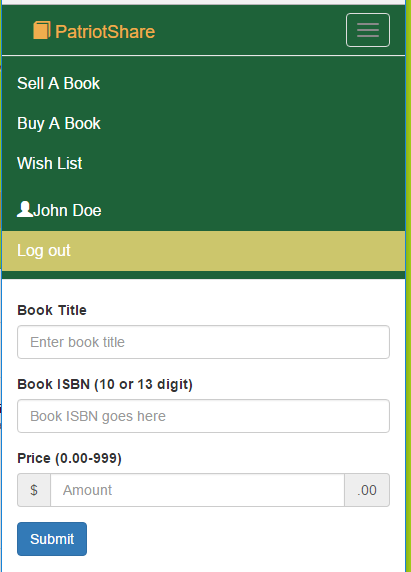 PatriotShare
Sell A Book
Buy A Book
Wish List
John Doe
Log out
Book Title
Enter book title
Book ISBN (10 or 13 digit)
Book ISBN goes here
Price (0.00-999)
$ Amount .00
Submit